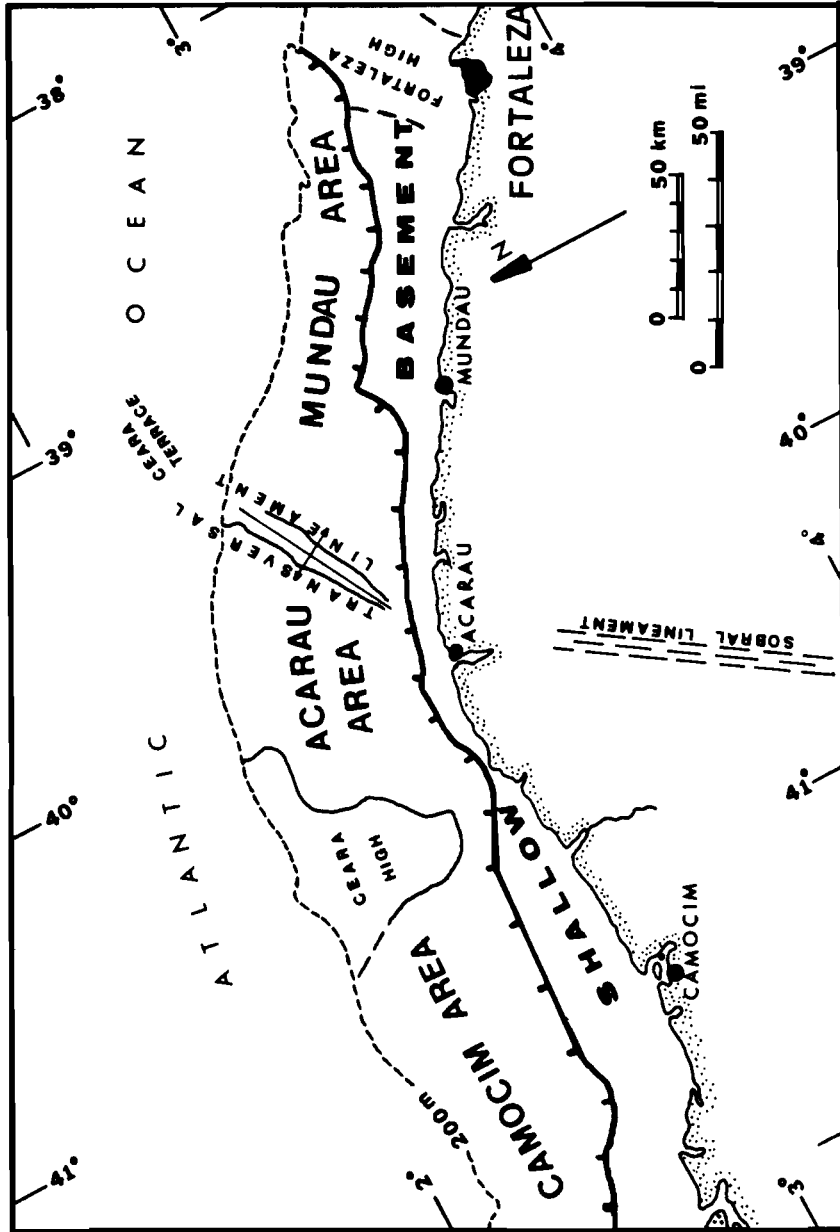 41°
40°
39°
38°
3°
ATLANTIC
OCEAN
CEARA
TERRACE
200m
2°
CAMOCIM AREA
CEARA
HIGH
ACARAU
AREA
TRANSVERSAL
LINEAMENT
MUNDAU
AREA
FORTALEZA
HIGH
SHALLOW
BASEMENT
CAMOCIM
ACARAU
MUNDAU
FORTALEZA
SOBRAL LINEAMENT
N
0 50 km
0 50 ml
3°
41°
4°
40°
39°
4°